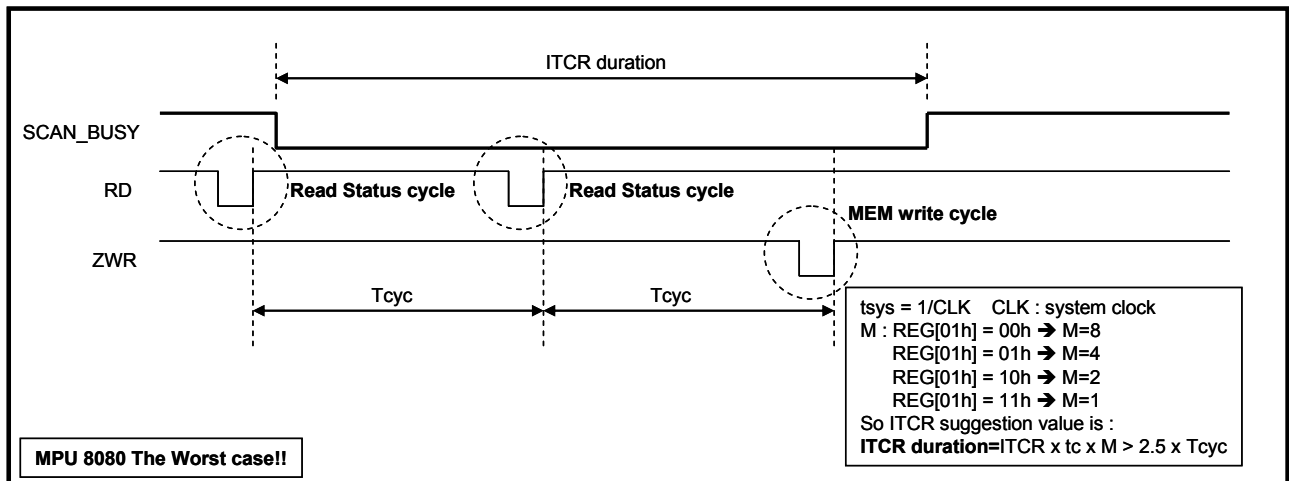 ITCR duration
SCAN_BUSY
RD
Read Status cycle
Read Status cycle
MEM write cycle
ZWR
Tcyc
Tcyc
tsys = 1/CLK CLK : system clock
M : REG[01h] = 00h ➔ M=8
REG[01h] = 01h ➔ M=4
REG[01h] = 10h ➔ M=2
REG[01h] = 11h ➔ M=1
So ITCR suggestion value is :
ITCR duration=ITCR x tc x M > 2.5 x Tcyc
MPU 8080 The Worst case!!